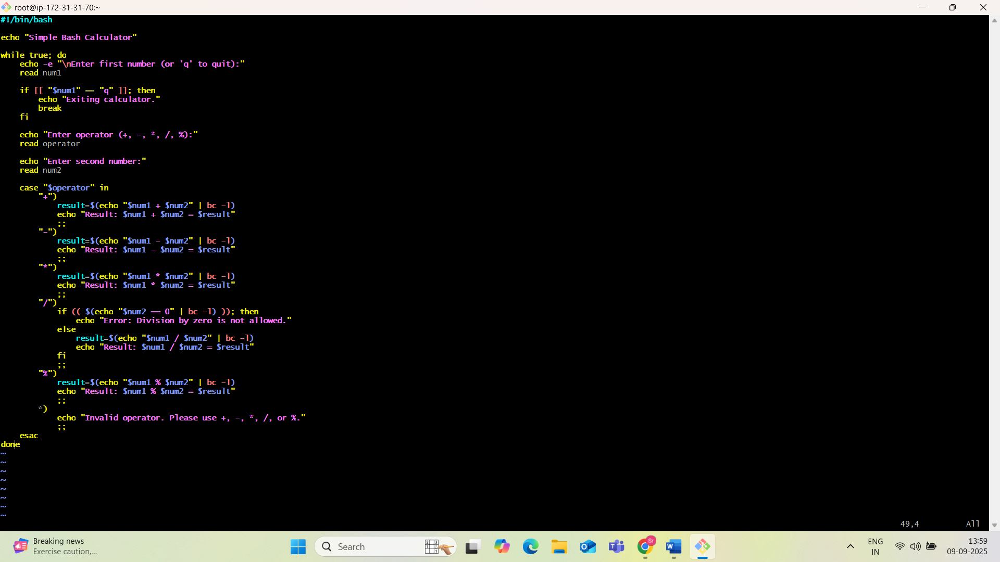 root@ip-172-31-31-70:~
#!/bin/bash

echo "Simple Bash Calculator"

while true; do
    echo -e "\nEnter first number (or 'q' to quit):"
    read num1

    if [[ "$num1" == "q" ]]; then
        echo "Exiting calculator."
        break
    fi

    echo "Enter operator (+, -, *, /, %):"
    read operator

    echo "Enter second number:"
    read num2

    case "$operator" in
        "+")
            result=$(echo "$num1 + $num2" | bc -l)
            echo "Result: $num1 + $num2 = $result"
            ;;
        "-")
            result=$(echo "$num1 - $num2" | bc -l)
            echo "Result: $num1 - $num2 = $result"
            ;;
        "*")
            result=$(echo "$num1 * $num2" | bc -l)
            echo "Result: $num1 * $num2 = $result"
            ;;
        "/")
            if (( $(echo "$num2 == 0" | bc -l) )); then
                echo "Error: Division by zero is not allowed."
            else
                result=$(echo "$num1 / $num2" | bc -l)
                echo "Result: $num1 / $num2 = $result"
            fi
            ;;
        "%")
            result=$(echo "$num1 % $num2" | bc -l)
            echo "Result: $num1 % $num2 = $result"
            ;;
        *)
            echo "Invalid operator. Please use +, -, *, /, or %."
            ;;
    esac
done
~
~
~
~
~
~
~
~
49,4 All
Breaking news
Exercise caution,...
Search
Sr
ENG
IN
13:59
09-09-2025